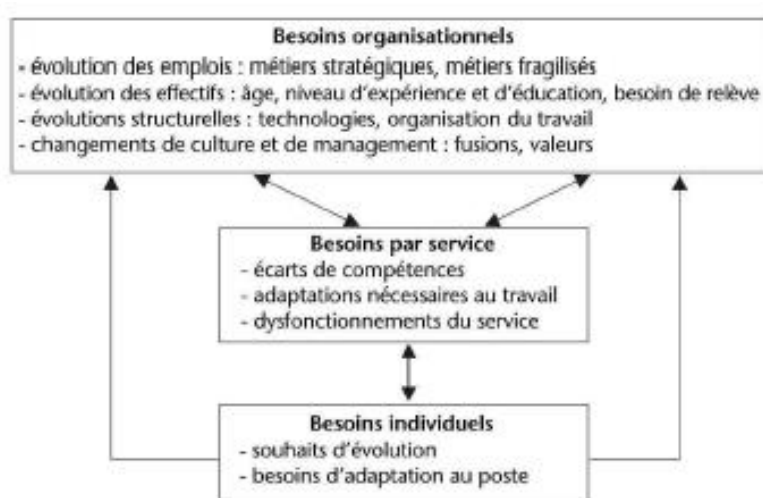 Besoins organisationnels
- évolution des emplois : métiers stratégiques, métiers fragilisés
- évolution des effectifs : âge, niveau d'expérience et d'éducation, besoin de relève
- évolutions structurelles : technologies, organisation du travail
- changements de culture et de management : fusions, valeurs
Besoins par service
- écarts de compétences
- adaptations nécessaires au travail
- dysfonctionnements du service
Besoins individuels
- souhaits d'évolution
- besoins d'adaptation au poste